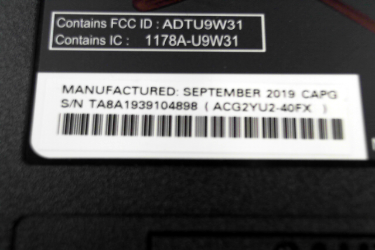 Contains FCC ID : ADTU9W31
Contains IC : 1178A-U9W31
MANUFACTURED: SEPTEMBER 2019 CAPG
S/N TA8A1939104898 ( ACG2YU2-40FX )